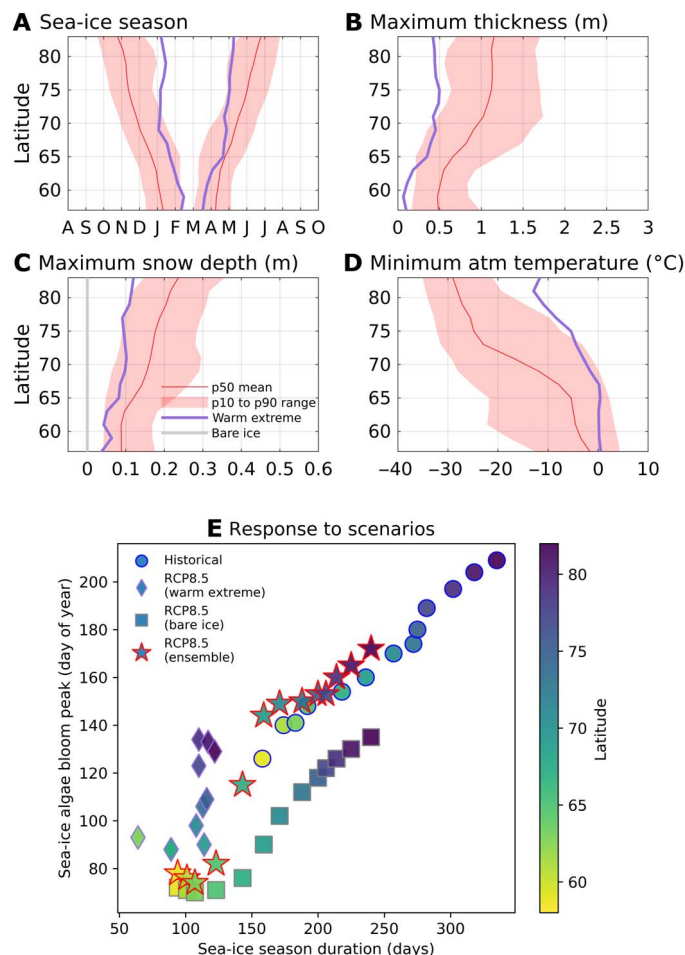 A Sea-ice season
B Maximum thickness (m)
Latitude
80
75
70
65
60
A S O N D J F M A M J J A S O
80
75
70
65
60
0 0.5 1 1.5 2 2.5 3
C Maximum snow depth (m)
D Minimum atm temperature (°C)
Latitude
80
75
70
65
60
p50 mean
p10 to p90 range
Warm extreme
Bare ice
0 0.1 0.2 0.3 0.4 0.5 0.6
80
75
70
65
60
−40 −30 −20 −10 0 10
E Response to scenarios
Sea-ice algae bloom peak (day of year)
200
180
160
140
120
100
80
Historical
RCP8.5
(warm extreme)
RCP8.5
(bare ice)
RCP8.5
(ensemble)
50 100 150 200 250 300
Sea-ice season duration (days)
80
75
70
65
60
Latitude